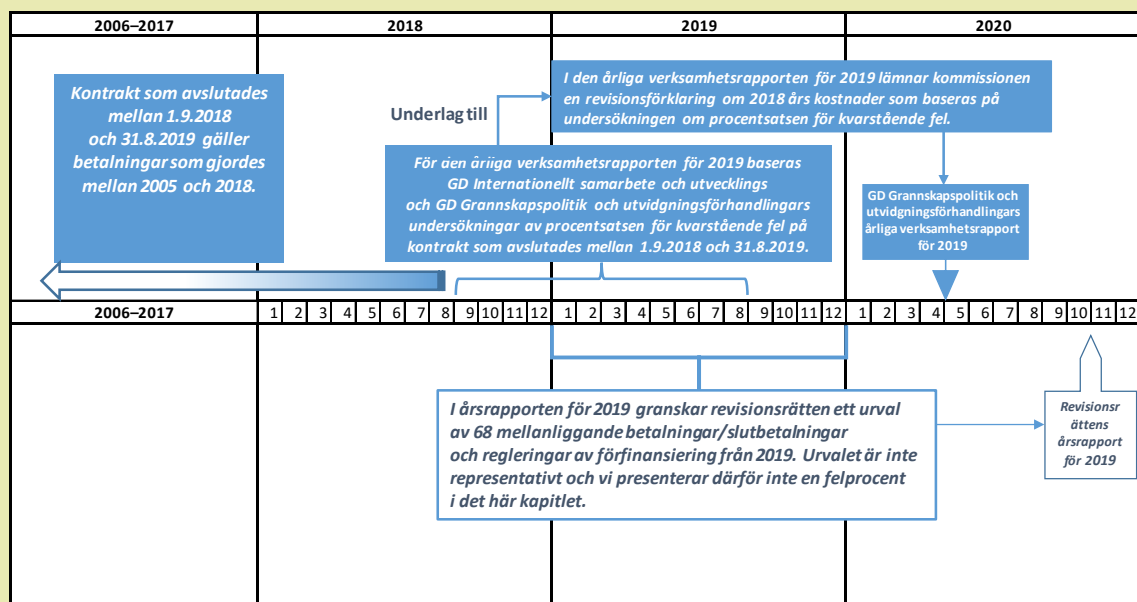 2006–2017
2018
2019
2020
Kontrakt som avslutades
mellan 1.9.2018
och 31.8.2019 gäller
betalningar som gjordes
mellan 2005 och 2018.
Underlag till
I den årliga verksamhetsrapporten för 2019 lämnar kommissionen
en revisionsförklaring om 2018 års kostnader som baseras på
undersökningen om procentsatsen för kvarstående fel.
För den årliga verksamhetsrapporten för 2019 baseras
GD Internationellt samarbete och utvecklings
och GD Grannskapspolitik och utvidgningsförhandlingars
undersökningar av procentsatsen för kvarstående fel på
kontrakt som avslutades mellan 1.9.2018 och 31.8.2019.
GD Grannskapspolitik och
utvidgningsförhandlingars
årliga verksamhetsrapport
för 2019
2006–2017
1 2 3 4 5 6 7 8 9 10 11 12
1 2 3 4 5 6 7 8 9 10 11 12
1 2 3 4 5 6 7 8 9 10 11 12
I årsrapporten för 2019 granskar revisionsrätten ett urval
av 68 mellanliggande betalningar/slutbetalningar
och regleringar av förfinansiering från 2019. Urvalet är inte
representativt och vi presenterar därför inte en felprocent
i det här kapitlet.
Revisionsr
ättens
årsrapport
för 2019